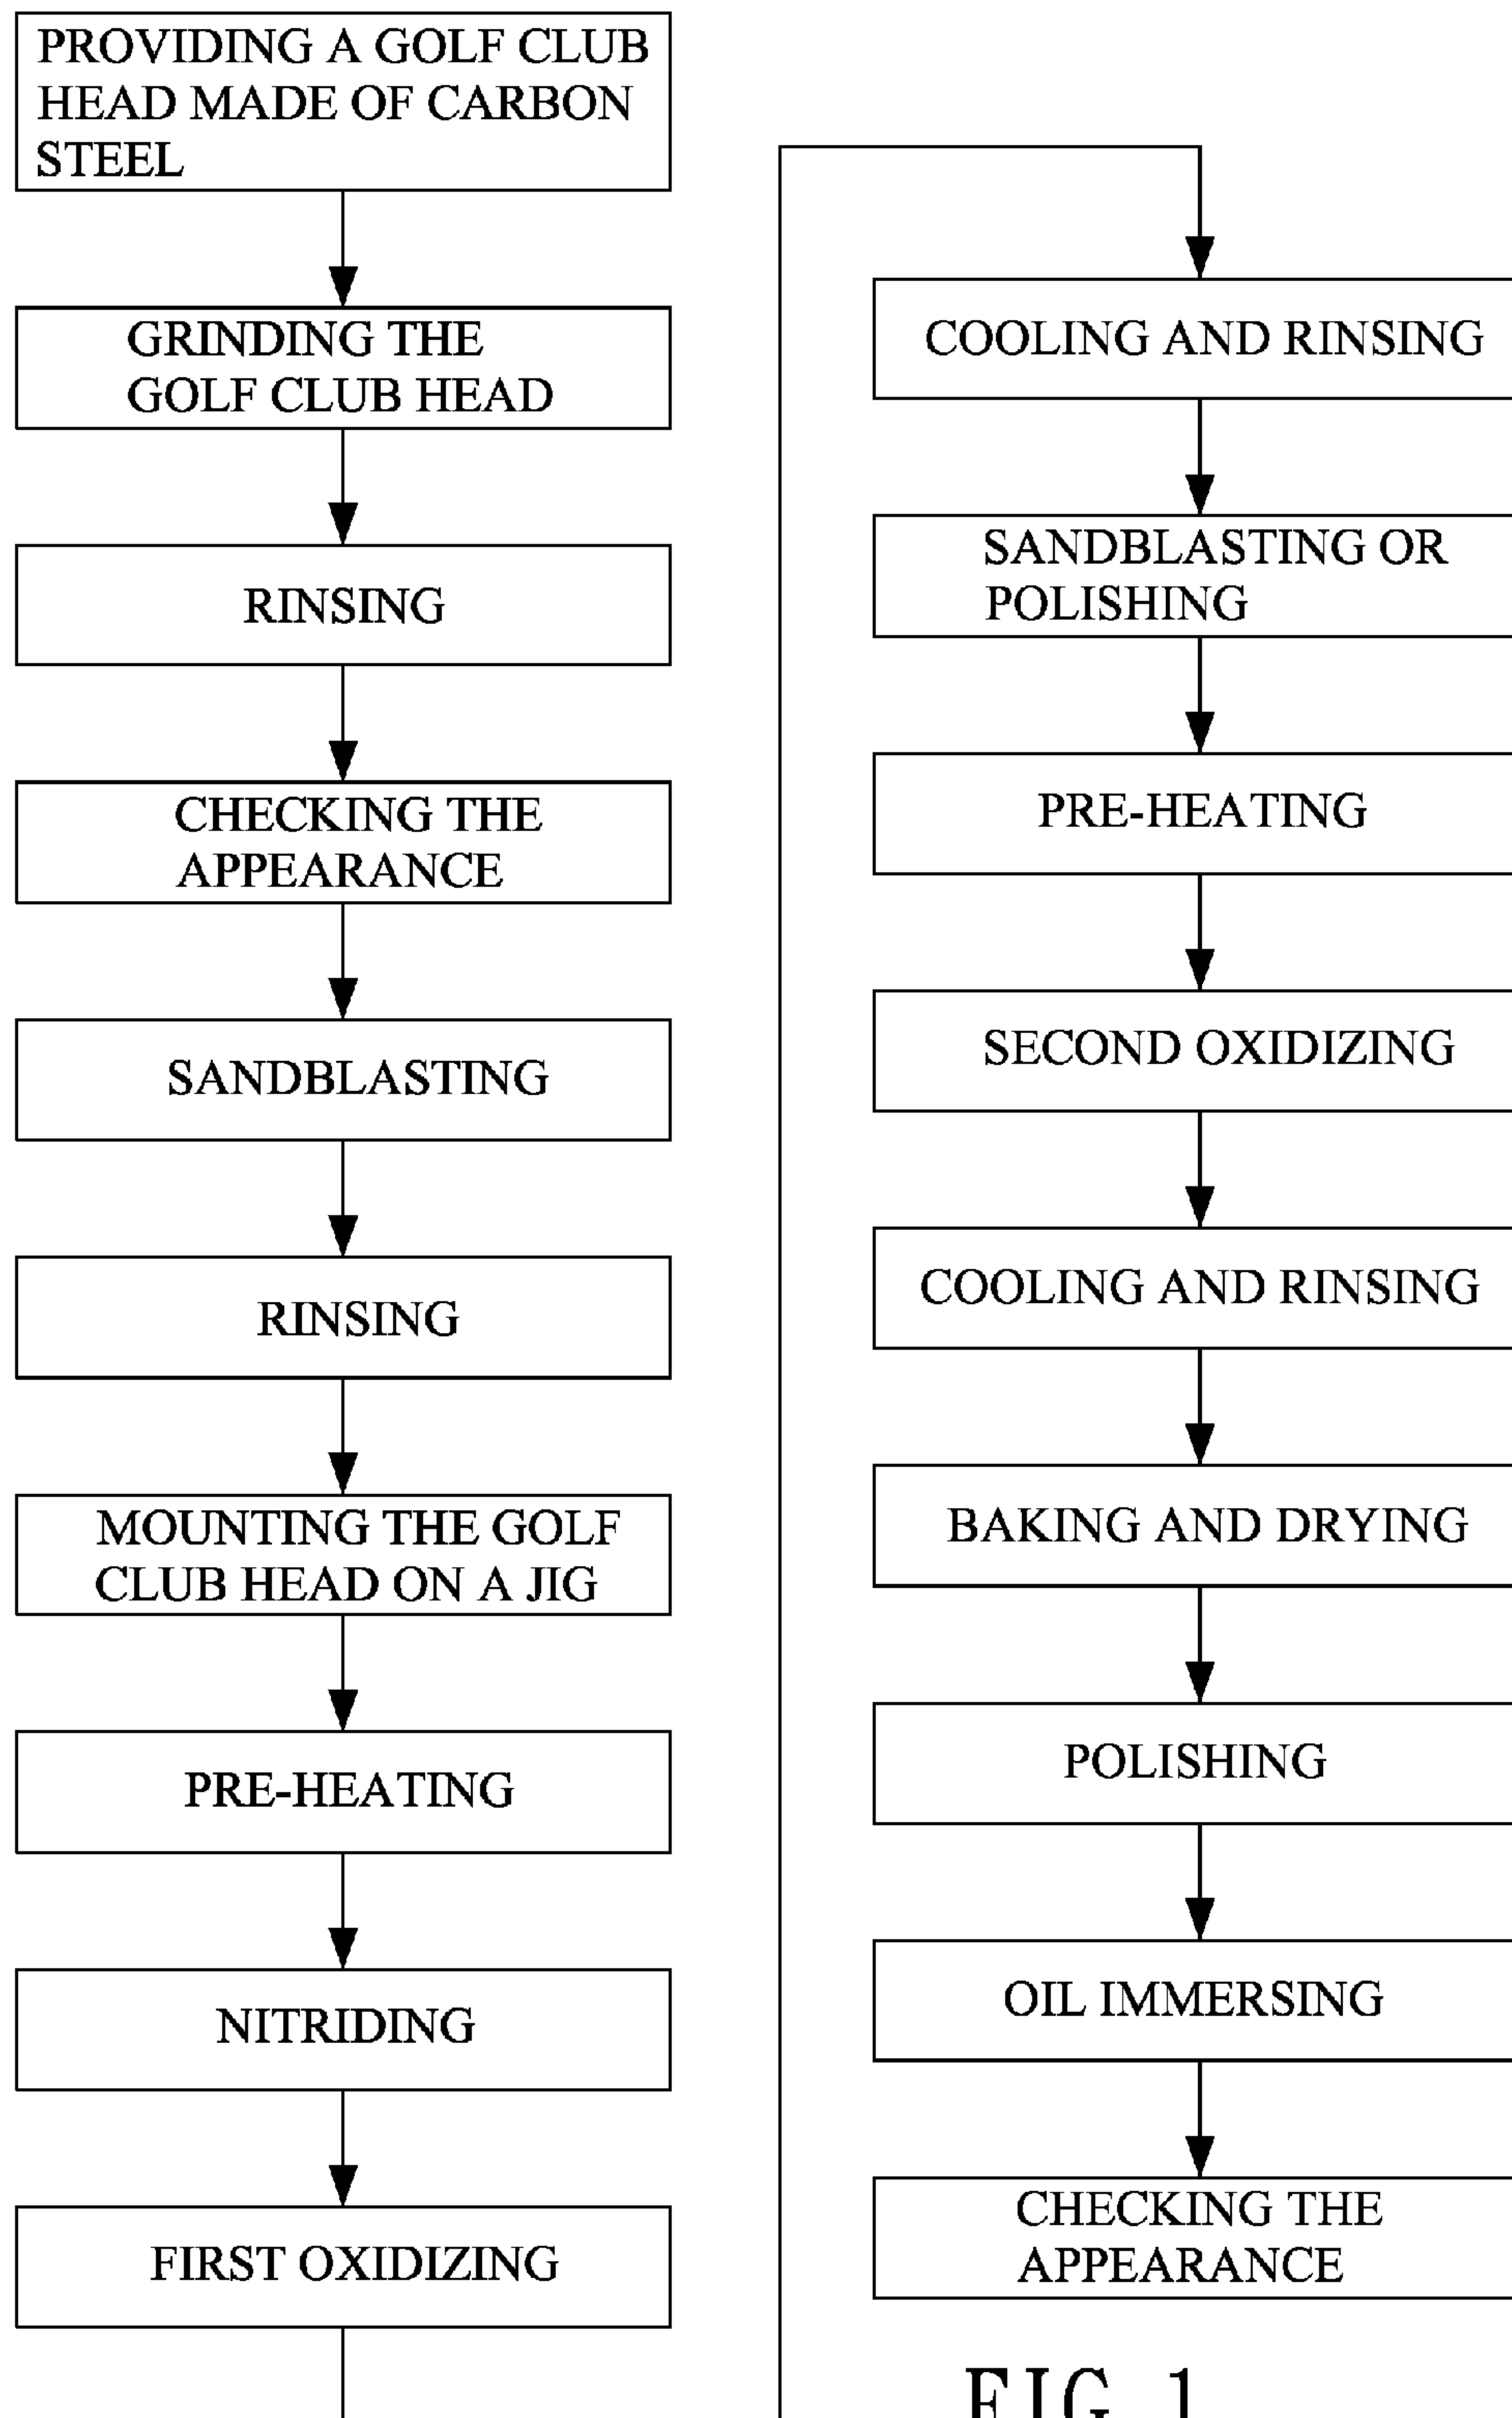 PROVIDING A GOLF CLUB
HEAD MADE OF CARBON
STEEL
GRINDING THE
GOLF CLUB HEAD
RINSING
CHECKING THE
APPEARANCE
SANDBLASTING
RINSING
MOUNTING THE GOLF
CLUB HEAD ON A JIG
PRE-HEATING
NITRIDING
FIRST OXIDIZING
COOLING AND RINSING
SANDBLASTING OR
POLISHING
PRE-HEATING
SECOND OXIDIZING
COOLING AND RINSING
BAKING AND DRYING
POLISHING
OIL IMMERSING
CHECKING THE
APPEARANCE
FIG. 1